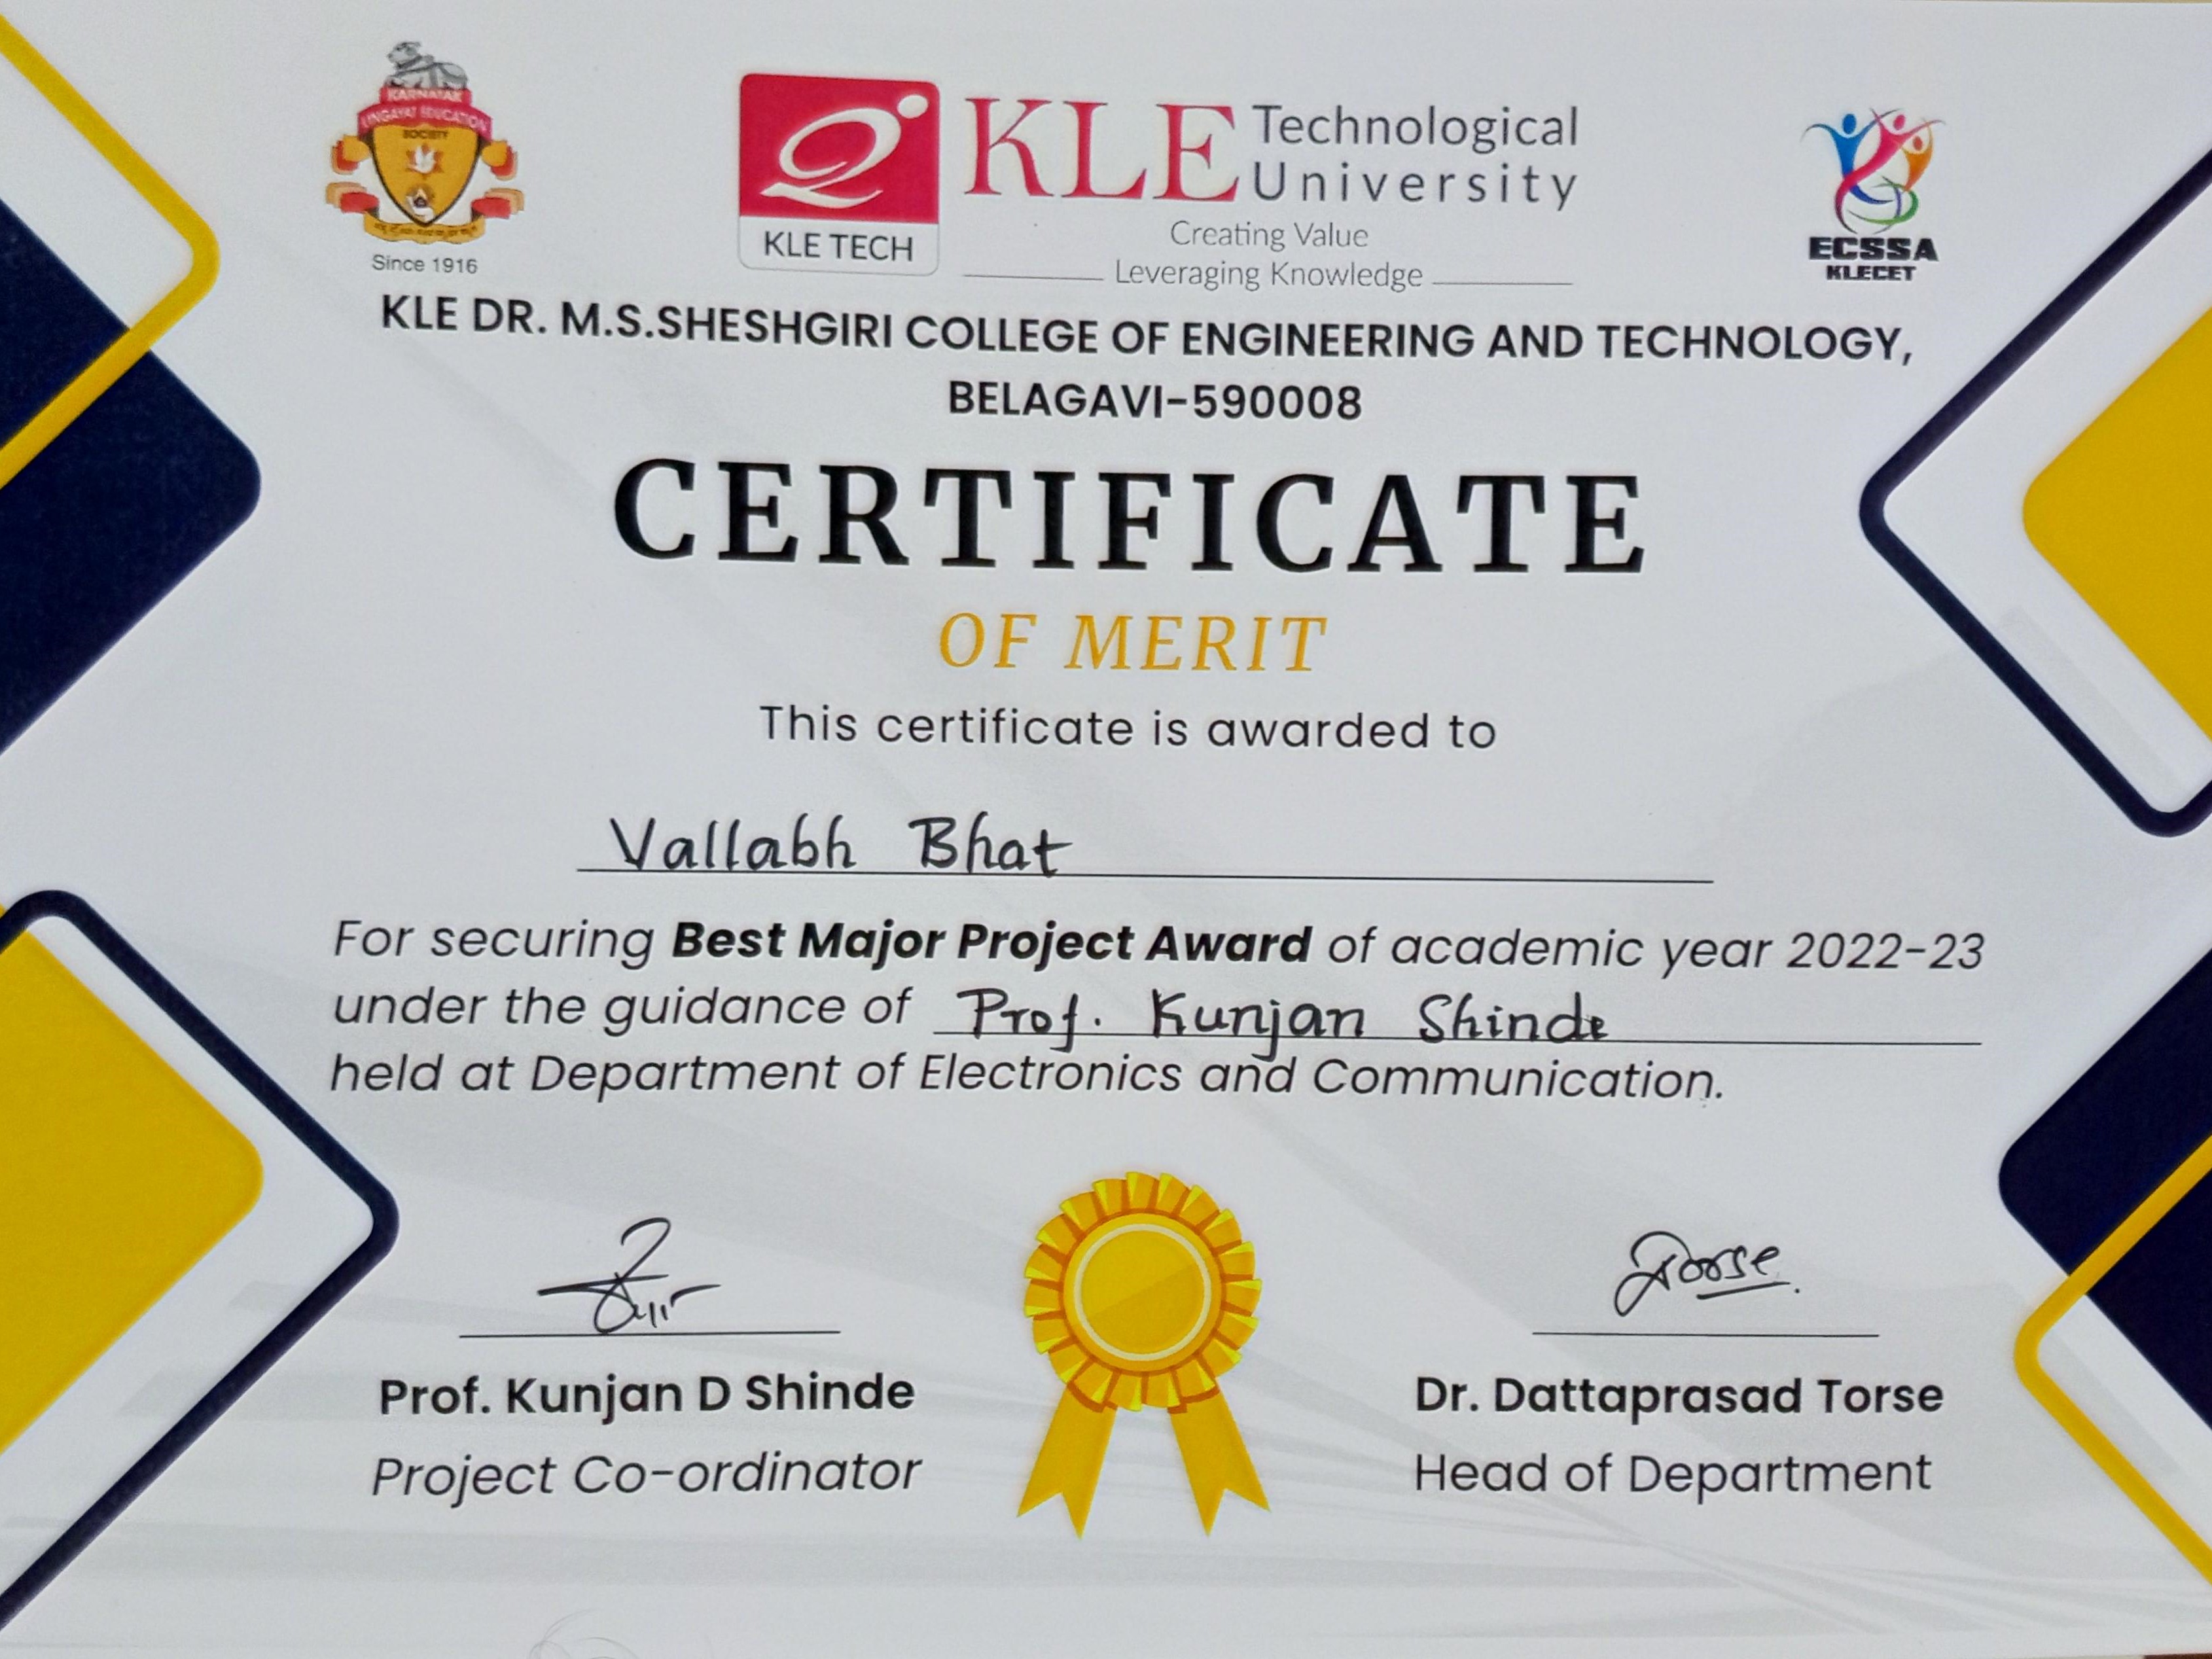 KARNATAK
LINGAYAT EDUCATION
SOCIETY
Since 1916
KLE TECH
KLE Technological University
Creating Value
Leveraging Knowledge
ECSSA
KLECET
KLE DR. M.S.SHESHGIRI COLLEGE OF ENGINEERING AND TECHNOLOGY,
BELAGAVI-590008
CERTIFICATE
OF MERIT
This certificate is awarded to
Vallabh Bhat
For securing Best Major Project Award of academic year 2022-23
under the guidance of Prof. Kunjan Shinde
held at Department of Electronics and Communication.
Torse
Prof. Kunjan D Shinde
Project Co-ordinator
Dr. Dattaprasad Torse
Head of Department